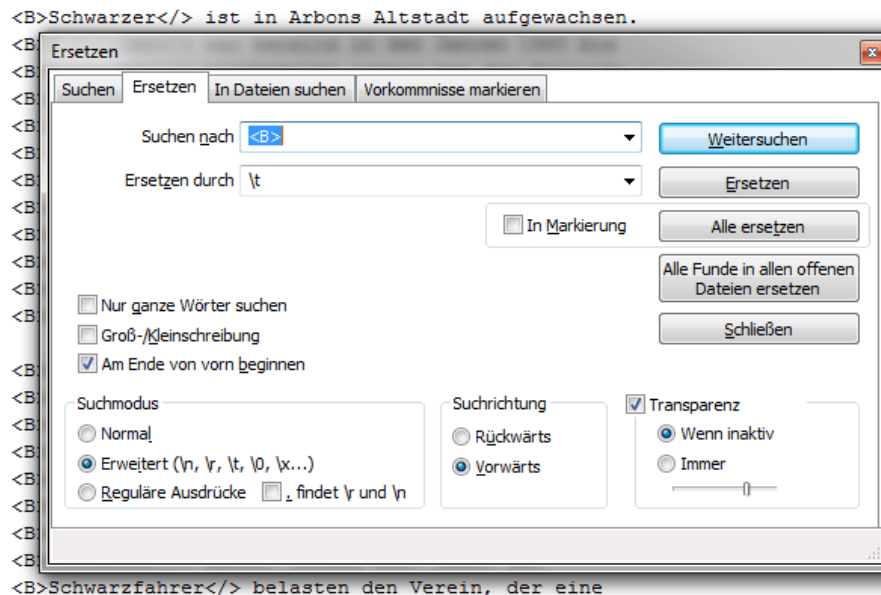 <B>Schwarzer</> ist in Arbons Altstadt aufgewachsen.
Ersetzen
Suchen
Ersetzen
In Dateien suchen
Vorkommnisse markieren
Suchen nach
<B>
Weitersuchen
Ersetzen durch
\t
Ersetzen
In Markierung
Alle ersetzen
Alle Funde in allen offenen
Dateien ersetzen
Nur ganze Wörter suchen
Groß-/Kleinschreibung
Schließen
Am Ende von vorn beginnen
Suchmodus
Normal
Erweitert (\n, \r, \t, \0, \x...)
Reguläre Ausdrücke
. findet \r und \n
Suchrichtung
Rückwärts
Vorwärts
Transparenz
Wenn inaktiv
Immer
<B>Schwarzfahrer</> belasten den Verein, der eine